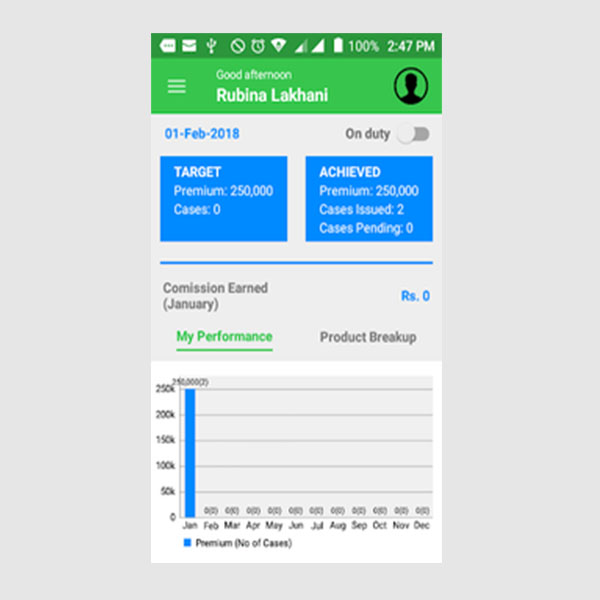 100% 2:47 PM
Good afternoon
Rubina Lakhani
01-Feb-2018 On duty
TARGET
Premium: 250,000
Cases: 0
ACHIEVED
Premium: 250,000
Cases Issued: 2
Cases Pending: 0
Comission Earned
(January)
Rs. 0
My Performance Product Breakup
250,000(2)
250k
200k
150k
100k
50k
0
0(0) 0(0) 0(0) 0(0) 0(0) 0(0) 0(0) 0(0) 0(0) 0(0) 0(0)
Jan Feb Mar Apr May Jun Jul Aug Sep Oct Nov Dec
Premium (No of Cases)